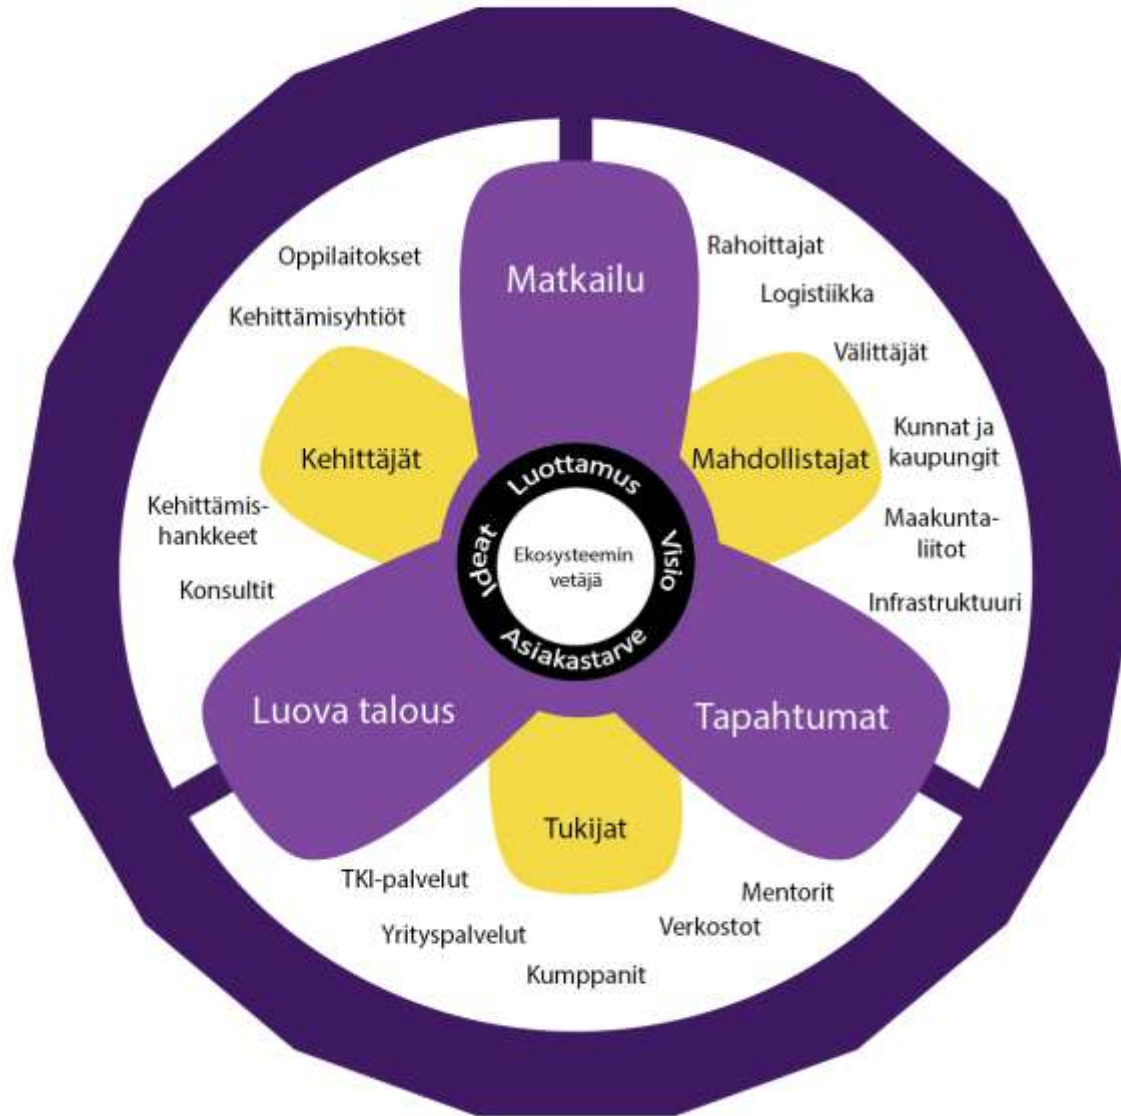 Matkailu
Oppilaitokset
Kehittämisyhtiöt
Kehittäjät
Kehittämis-
hankkeet
Konsultit
Rahoittajat
Logistiikka
Välittäjät
Mahdollistajat
Kunnat ja
kaupungit
Maakunta-
liitot
Infrastruktuuri
Luottamus
Visio
Asiakastarve
Ideat
Ekosysteemin
vetäjä
Luova talous
Tapahtumat
Tukijat
TKI-palvelut
Yrityspalvelut
Kumppanit
Verkostot
Mentorit